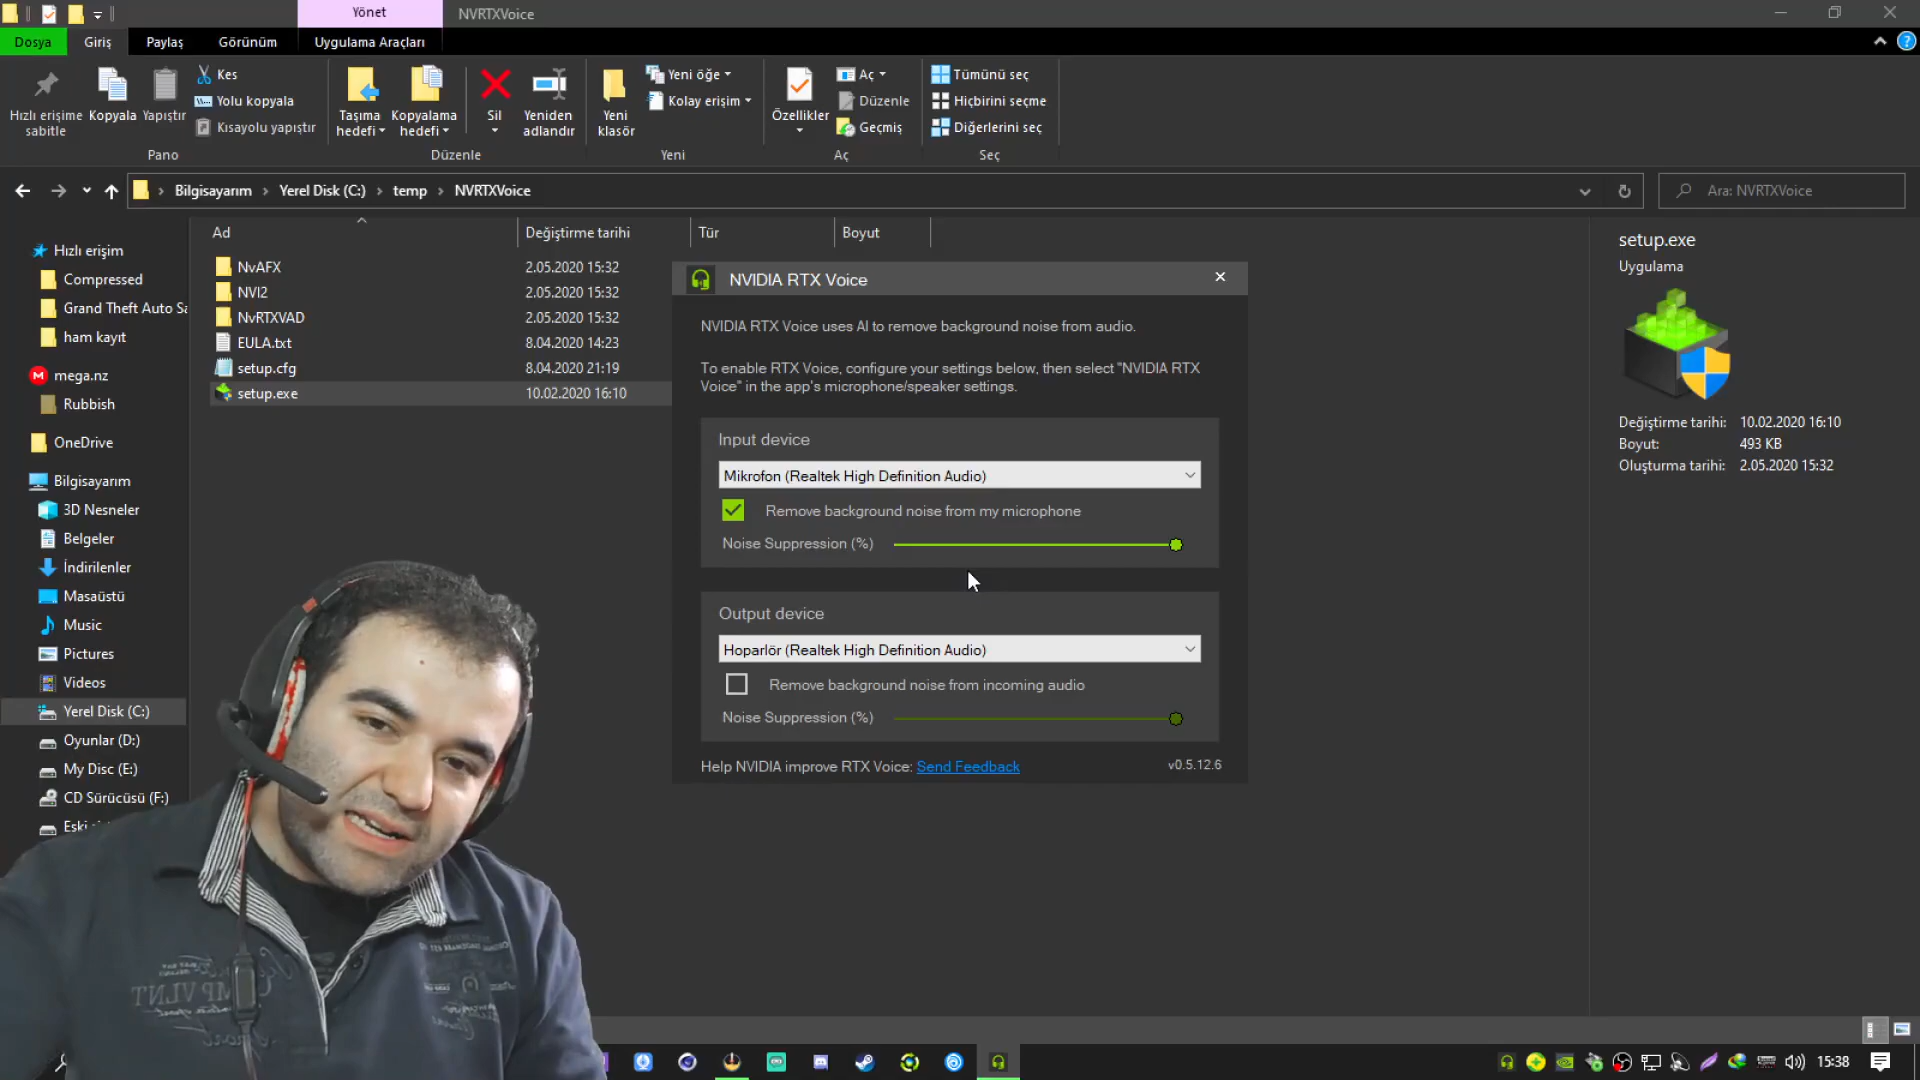 Yönet
NVRTXVoice
Dosya
Giriş
Paylaş
Görünüm
Uygulama Araçları
Hızlı erişime sabitle
Kopyala
Yapıştır
Kes
Yolu kopyala
Kısayolu yapıştır
Pano
Taşıma hedefi
Kopyalama hedefi
Sil
Yeniden adlandır
Düzenle
Yeni klasör
Yeni öğe
Kolay erişim
Yeni
Özellikler
Aç
Düzenle
Geçmiş
Aç
Tümünü seç
Hiçbirini seçme
Diğerlerini seç
Seç
Bilgisayarım
Yerel Disk (C:)
temp
NVRTXVoice
Ara: NVRTXVoice
Hızlı erişim
Compressed
Grand Theft Auto Sa
ham kayıt
mega.nz
Rubbish
OneDrive
Bilgisayarım
3D Nesneler
Belgeler
İndirilenler
Masaüstü
Music
Pictures
Videos
Yerel Disk (C:)
Oyunlar (D:)
My Disc (E:)
CD Sürücüsü (F:)
Ad
Değiştirme tarihi
Tür
Boyut
NvAFX 2.05.2020 15:32
NVI2 2.05.2020 15:32
NvRTXVAD 2.05.2020 15:32
EULA.txt 8.04.2020 14:23
setup.cfg 8.04.2020 21:19
setup.exe 10.02.2020 16:10
NVIDIA RTX Voice
NVIDIA RTX Voice uses AI to remove background noise from audio.
To enable RTX Voice, configure your settings below, then select "NVIDIA RTX
Voice" in the app's microphone/speaker settings.
Input device
Mikrofon (Realtek High Definition Audio)
Remove background noise from my microphone
Noise Suppression (%)
Output device
Hoparlör (Realtek High Definition Audio)
Remove background noise from incoming audio
Noise Suppression (%)
Help NVIDIA improve RTX Voice: Send Feedback
v0.5.12.6
setup.exe
Uygulama
Değiştirme tarihi: 10.02.2020 16:10
Boyut: 493 KB
Oluşturma tarihi: 2.05.2020 15:32
15:38